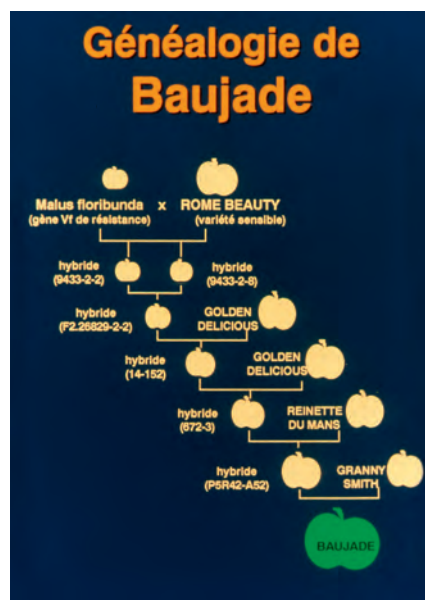 Généalogie de
Baujade
Malus floribunda x ROME BEAUTY
(gène Vf de résistance) (variété sensible)
hybride
(9433-2-2)
hybride
(9433-2-8)
hybride
(F2.26829-2-2)
GOLDEN
DELICIOUS
hybride
(14-152)
GOLDEN
DELICIOUS
hybride
(672-3)
REINETTE
DU MANS
hybride
(P5R42-A52)
GRANNY
SMITH
BAUJADE